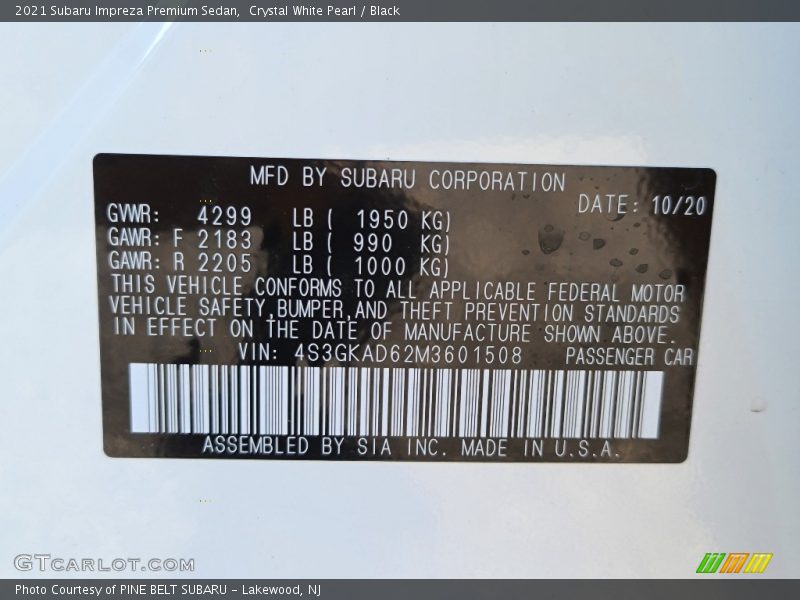 2021 Subaru Impreza Premium Sedan, Crystal White Pearl / Black
MFD BY SUBARU CORPORATION
DATE: 10/20
GVWR: 4299 LB ( 1950 KG)
GAWR: F 2183 LB ( 990 KG)
GAWR: R 2205 LB ( 1000 KG)
THIS VEHICLE CONFORMS TO ALL APPLICABLE FEDERAL MOTOR
VEHICLE SAFETY,BUMPER,AND THEFT PREVENTION STANDARDS
IN EFFECT ON THE DATE OF MANUFACTURE SHOWN ABOVE.
VIN: 4S3GKAD62M3601508 PASSENGER CAR
ASSEMBLED BY SIA INC. MADE IN U.S.A.
GTCARLOT.COM
Photo Courtesy of PINE BELT SUBARU - Lakewood, NJ